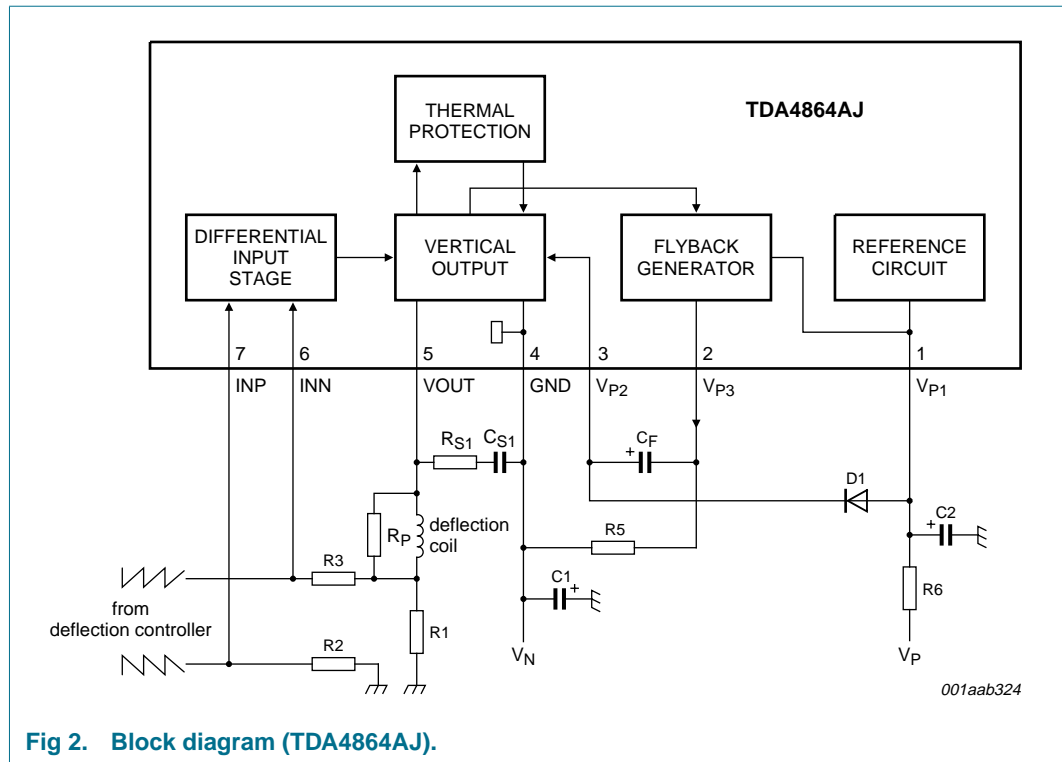 TDA4864AJ
THERMAL
PROTECTION
DIFFERENTIAL
INPUT
STAGE
VERTICAL
OUTPUT
FLYBACK
GENERATOR
REFERENCE
CIRCUIT
7 6 5 4 3 2 1
INP INN VOUT GND VP2 VP3 VP1
RS1 CS1 CF
+
D1
C2
+
RP
deflection
coil
R5
R3
C1
+
R6
from
deflection controller
R1
R2
VN
VP
001aab324
Fig 2. Block diagram (TDA4864AJ).